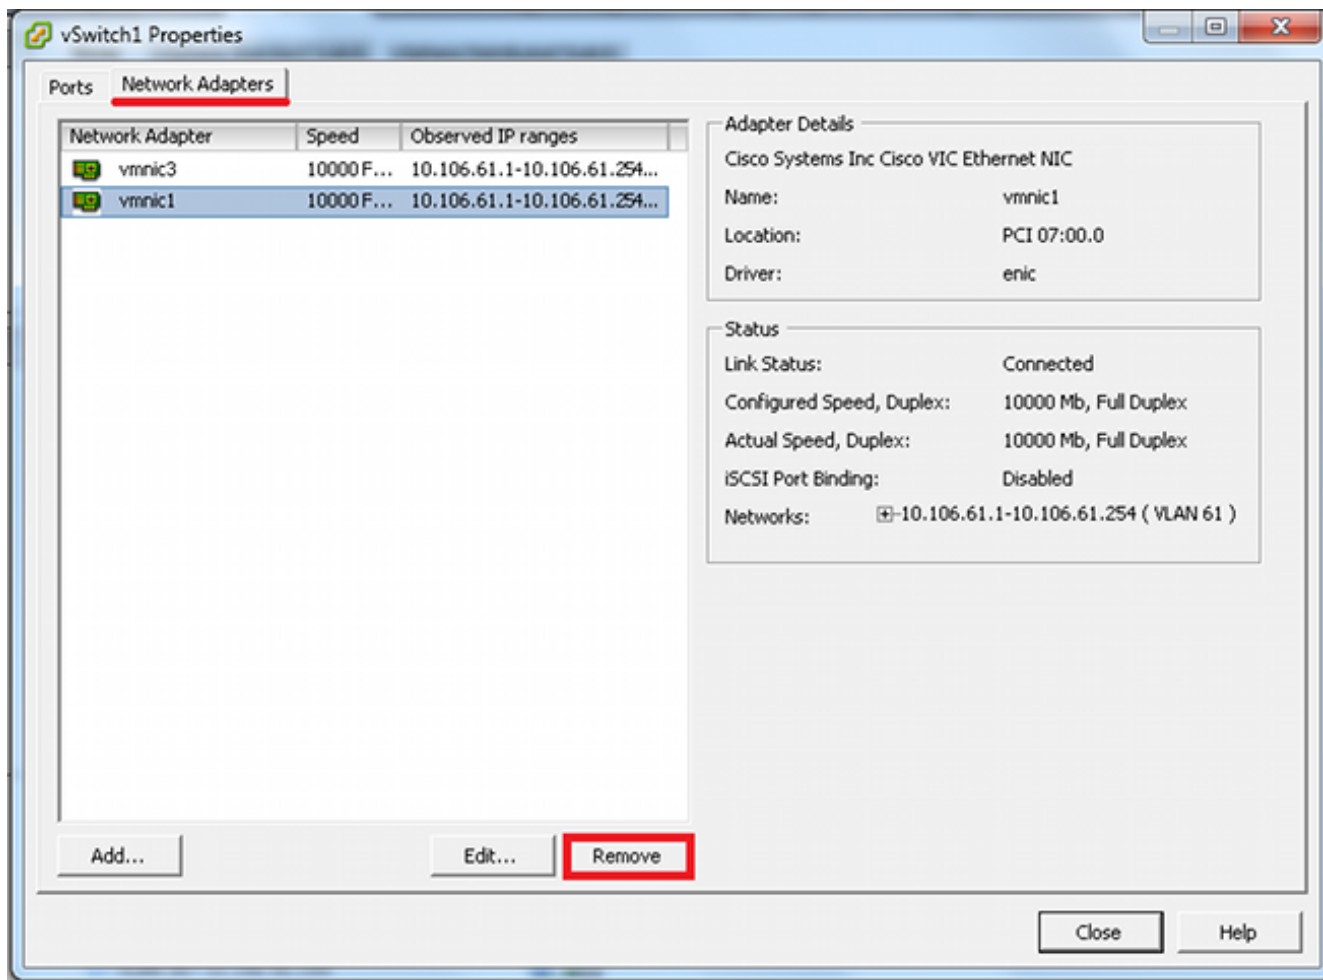 vSwitch1 Properties
Ports Network Adapters
Network Adapter Speed Observed IP ranges
vmnic3 10000 F... 10.106.61.1-10.106.61.254...
vmnic1 10000 F... 10.106.61.1-10.106.61.254...
Add... Edit... Remove
Adapter Details
Cisco Systems Inc Cisco VIC Ethernet NIC
Name: vmnic1
Location: PCI 07:00.0
Driver: enic
Status
Link Status: Connected
Configured Speed, Duplex: 10000 Mb, Full Duplex
Actual Speed, Duplex: 10000 Mb, Full Duplex
iSCSI Port Binding: Disabled
Networks: 10.106.61.1-10.106.61.254 ( VLAN 61 )
Close Help